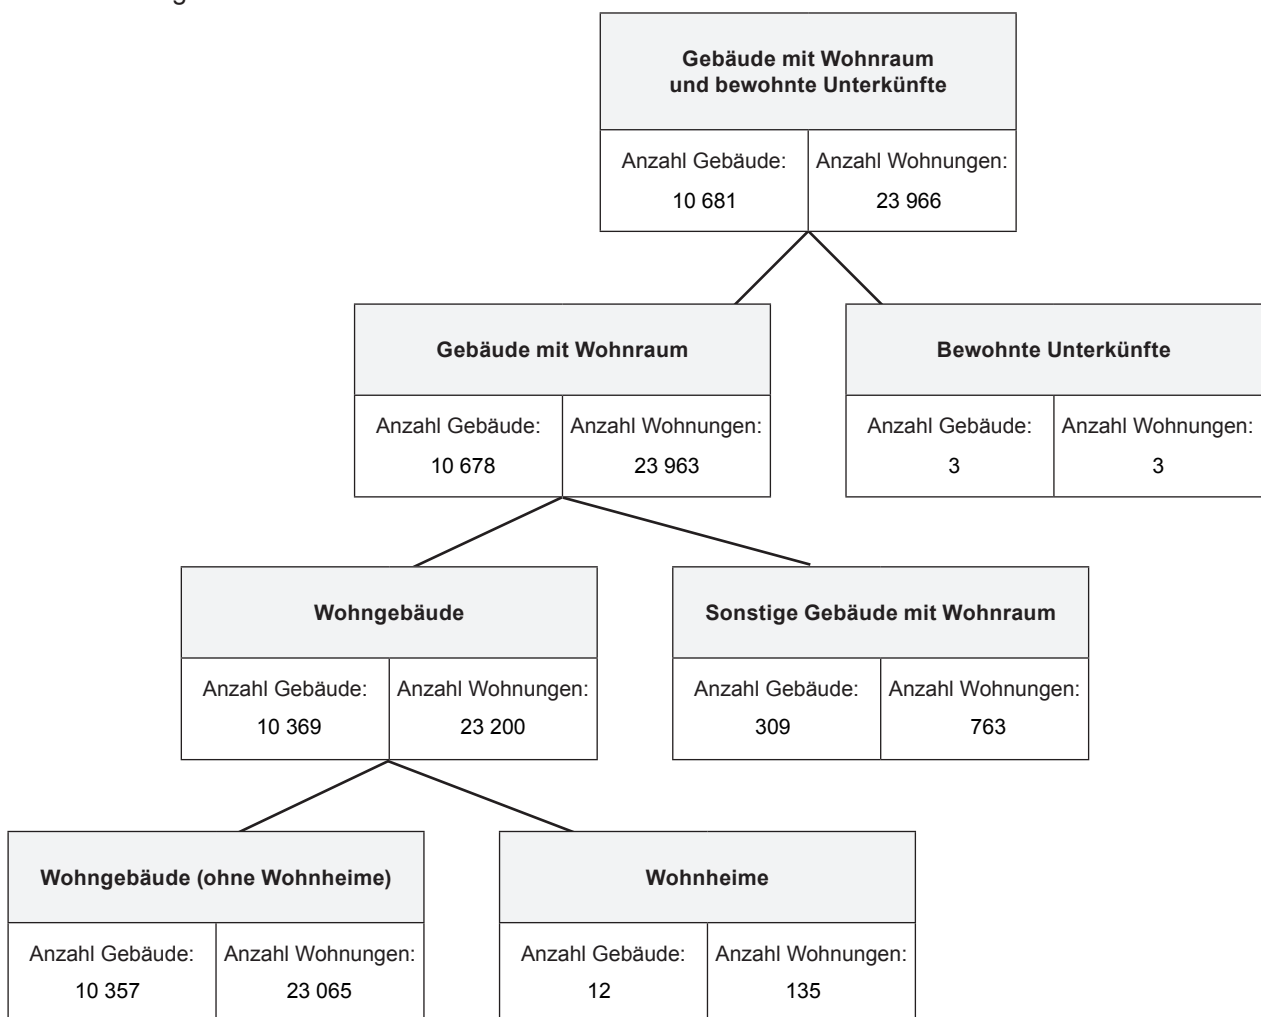 g
Gebäude mit Wohnraum
und bewohnte Unterkünfte
Anzahl Gebäude: Anzahl Wohnungen:
10 681 23 966
Gebäude mit Wohnraum Bewohnte Unterkünfte
Anzahl Gebäude: Anzahl Wohnungen: Anzahl Gebäude: Anzahl Wohnungen:
10 678 23 963 3 3
Wohngebäude Sonstige Gebäude mit Wohnraum
Anzahl Gebäude: Anzahl Wohnungen: Anzahl Gebäude: Anzahl Wohnungen:
10 369 23 200 309 763
Wohngebäude (ohne Wohnheime) Wohnheime
Anzahl Gebäude: Anzahl Wohnungen: Anzahl Gebäude: Anzahl Wohnungen:
10 357 23 065 12 135